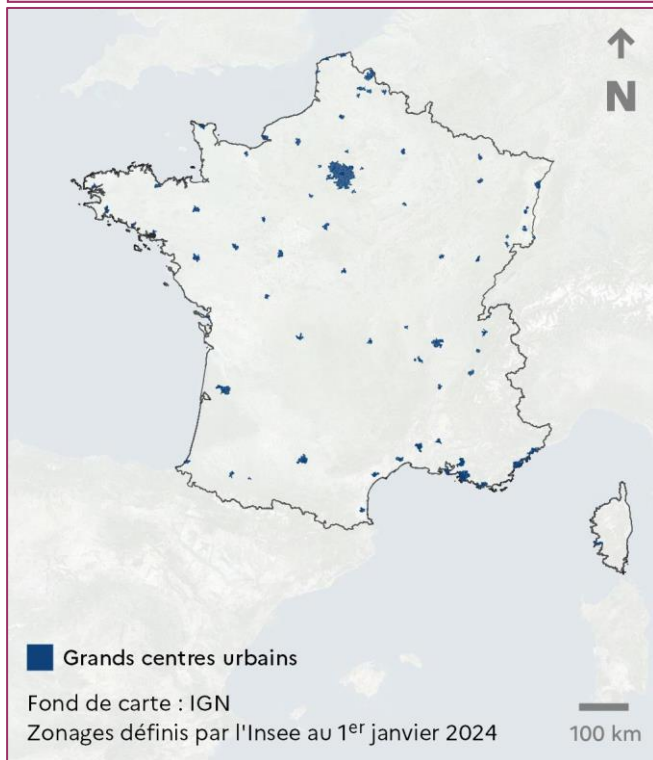 N
Grands centres urbains
Fond de carte : IGN
Zonages définis par l'Insee au 1er janvier 2024
100 km